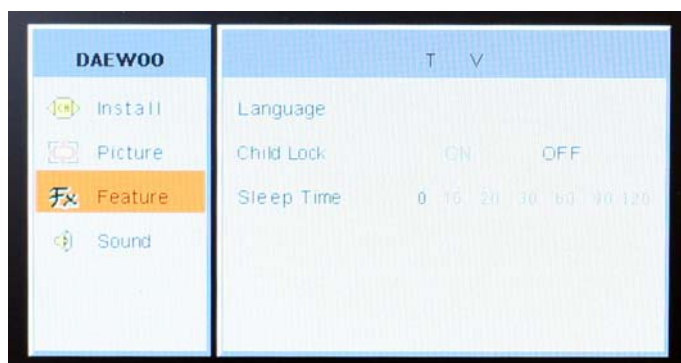 DAEWOO
Install
Picture
Feature
Sound
T V
Language
Child Lock ON OFF
Sleep Time 0 10 20 30 60 90 120